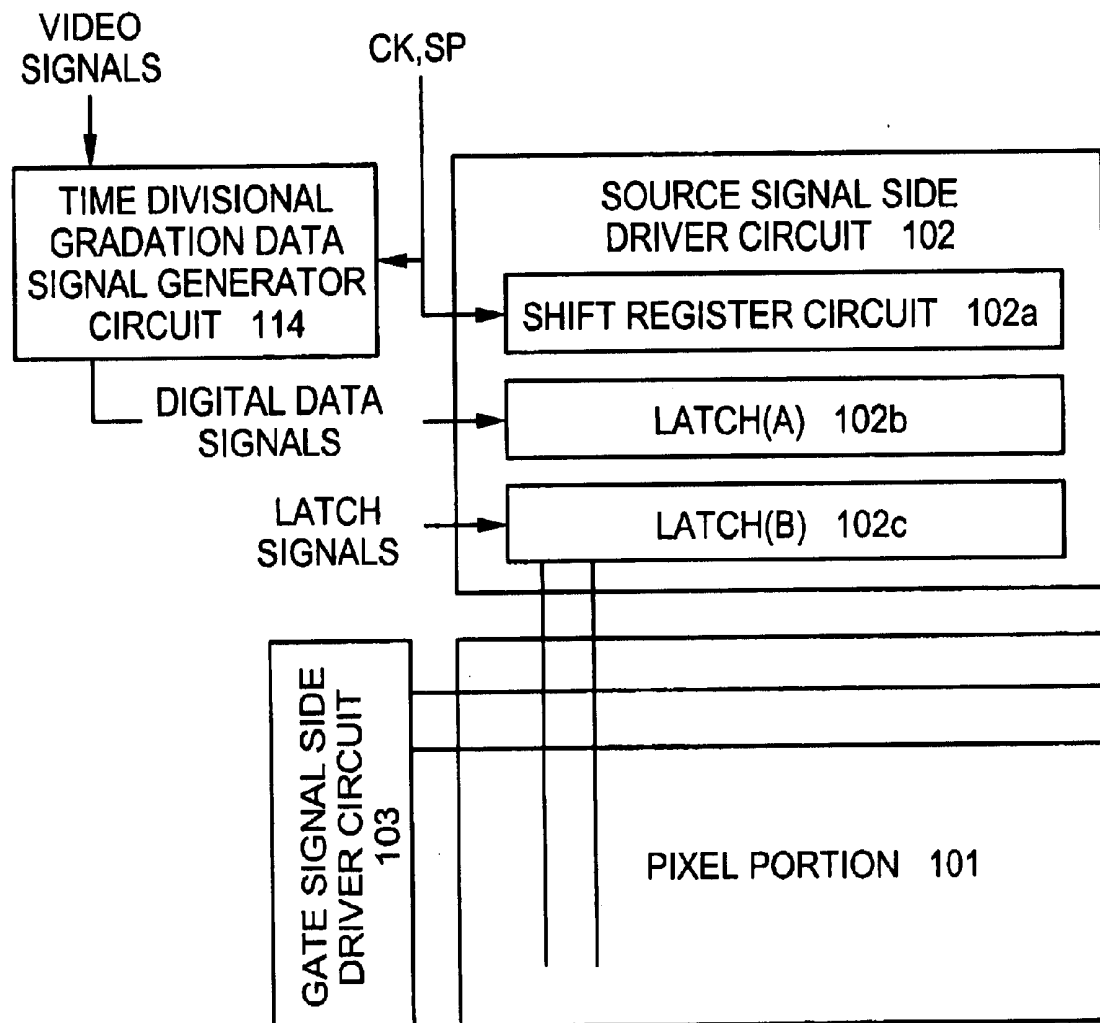 VIDEO
SIGNALS
CK,SP
TIME DIVISIONAL
GRADATION DATA
SIGNAL GENERATOR
CIRCUIT 114
SOURCE SIGNAL SIDE
DRIVER CIRCUIT 102
SHIFT REGISTER CIRCUIT 102a
DIGITAL DATA
SIGNALS
LATCH(A) 102b
LATCH
SIGNALS
LATCH(B) 102c
GATE SIGNAL SIDE
DRIVER CIRCUIT
103
PIXEL PORTION 101